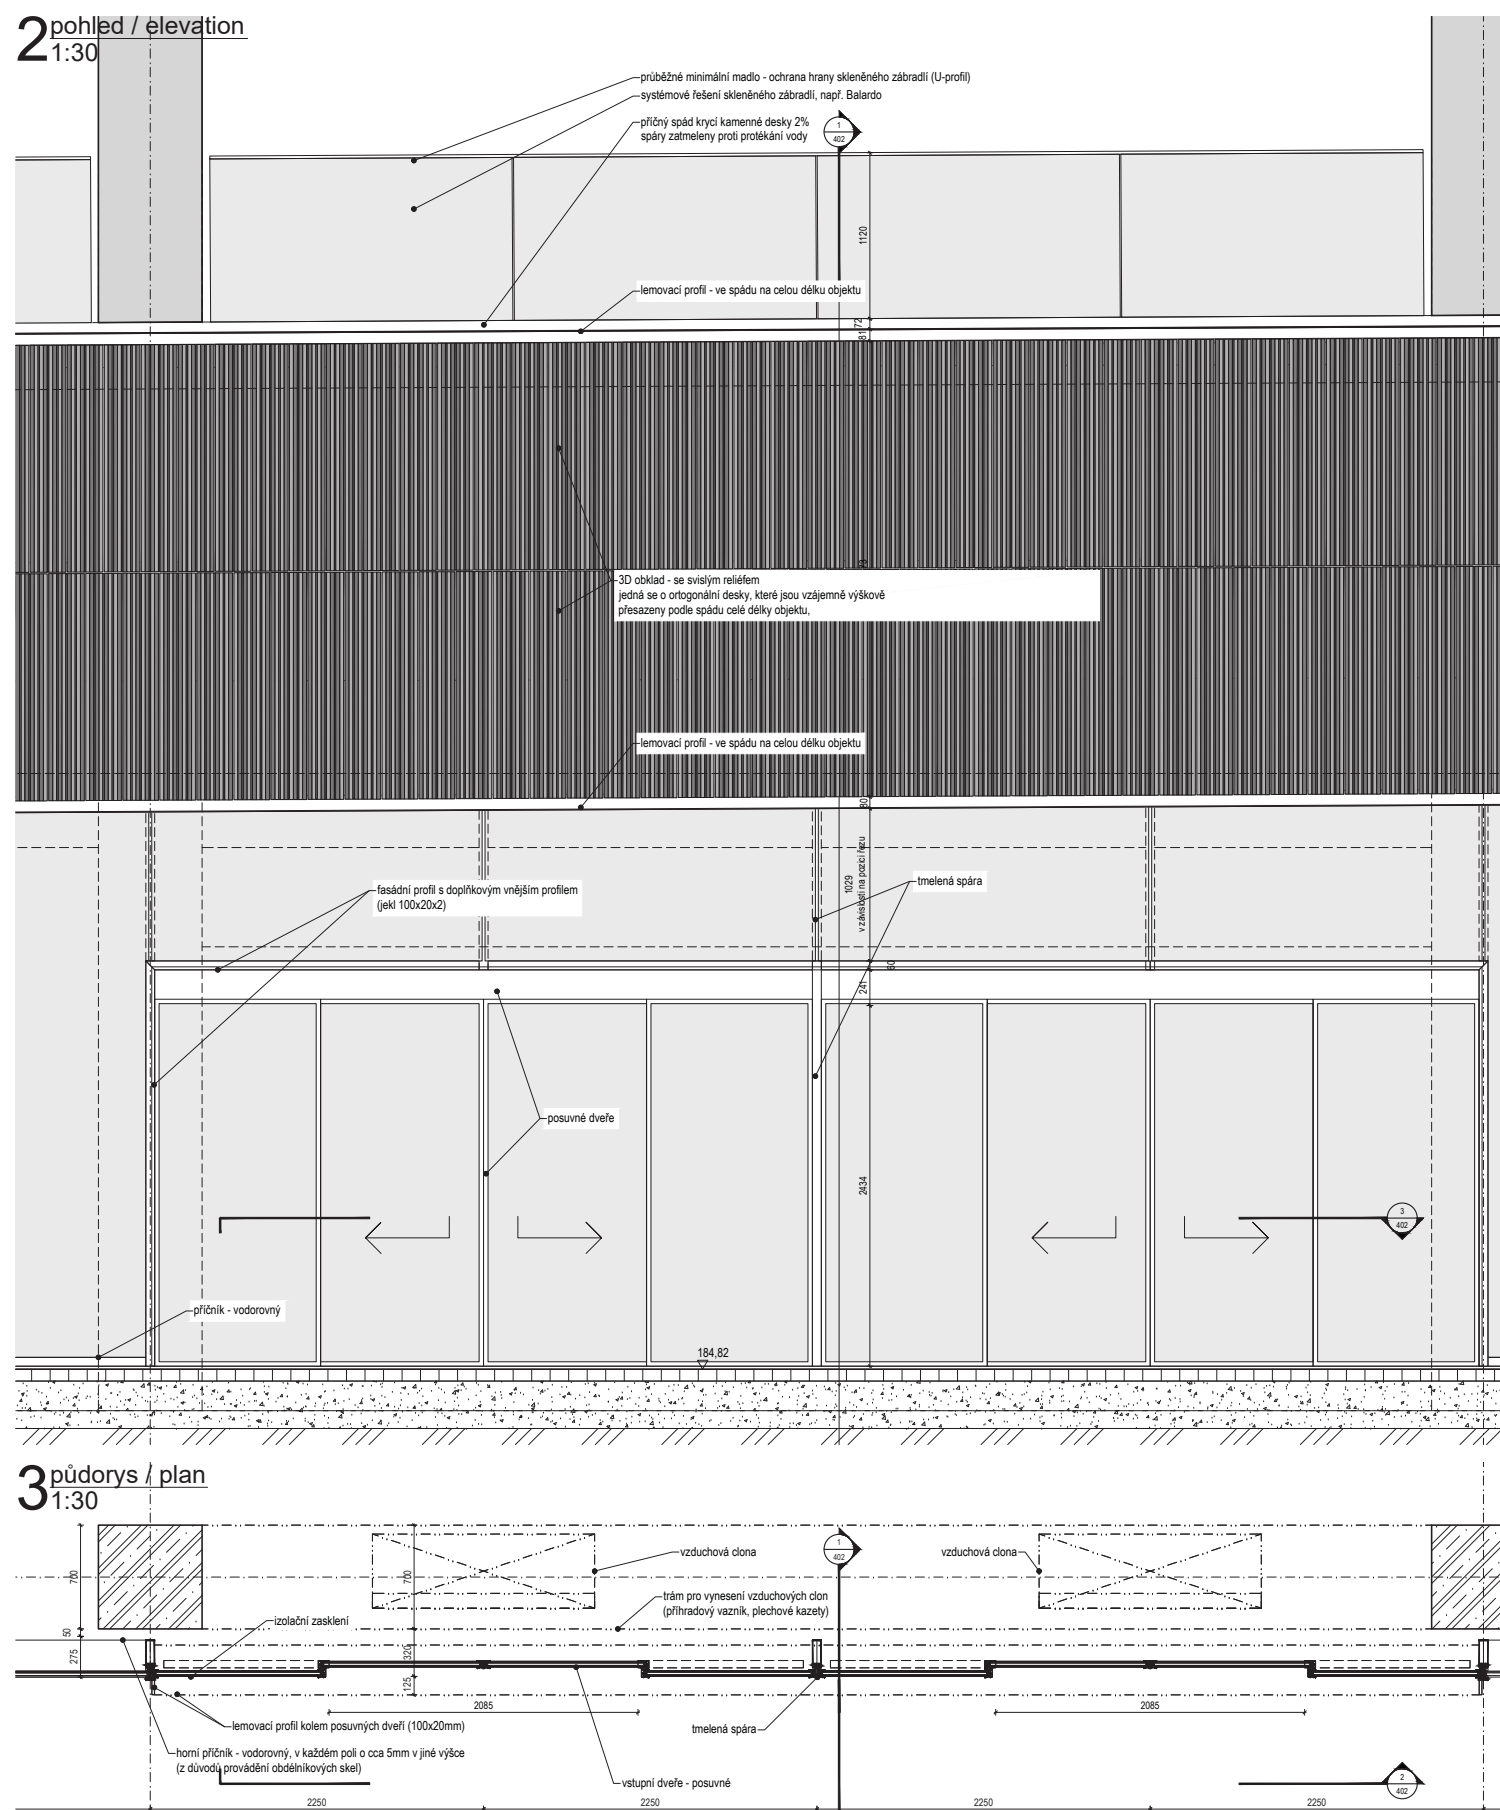 2 pohled / elevation
1:30
průběžné minimální madlo - ochrana hrany skleněného zábradlí (U-profil)
systémové řešení skleněného zábradlí, např. Balardo
příčný spád krycí kamenné desky 2%
spáry zatmeleny proti protékání vody
1
402
1120
lemovací profil - ve spádu na celou délku objektu
72
81
3D obklad - se svislým reliéfem
jedná se o ortogonální desky, které jsou vzájemně výškově
přesazeny podle spádu celé délky objektu,
lemovací profil - ve spádu na celou délku objektu
80
1029
v závislosti na pozici řezu
fasádní profil s doplňkovým vnějším profilem
(jekl 100x20x2)
tmelená spára
60
241
posuvné dveře
2434
3
402
příčník - vodorovný
184,82
3 půdorys / plan
1:30
1
402
vzduchová clona
vzduchová clona
700
700
trám pro vynesení vzduchových clon
(příhradový vazník, plechové kazety)
izolační zasklení
50
275
320
125
2085
2085
lemovací profil kolem posuvných dveří (100x20mm)
tmelená spára
horní příčník - vodorovný, v každém poli o cca 5mm v jiné výšce
(z důvodů provádění obdélníkových skel)
vstupní dveře - posuvné
2
402
2250
2250
2250
2250